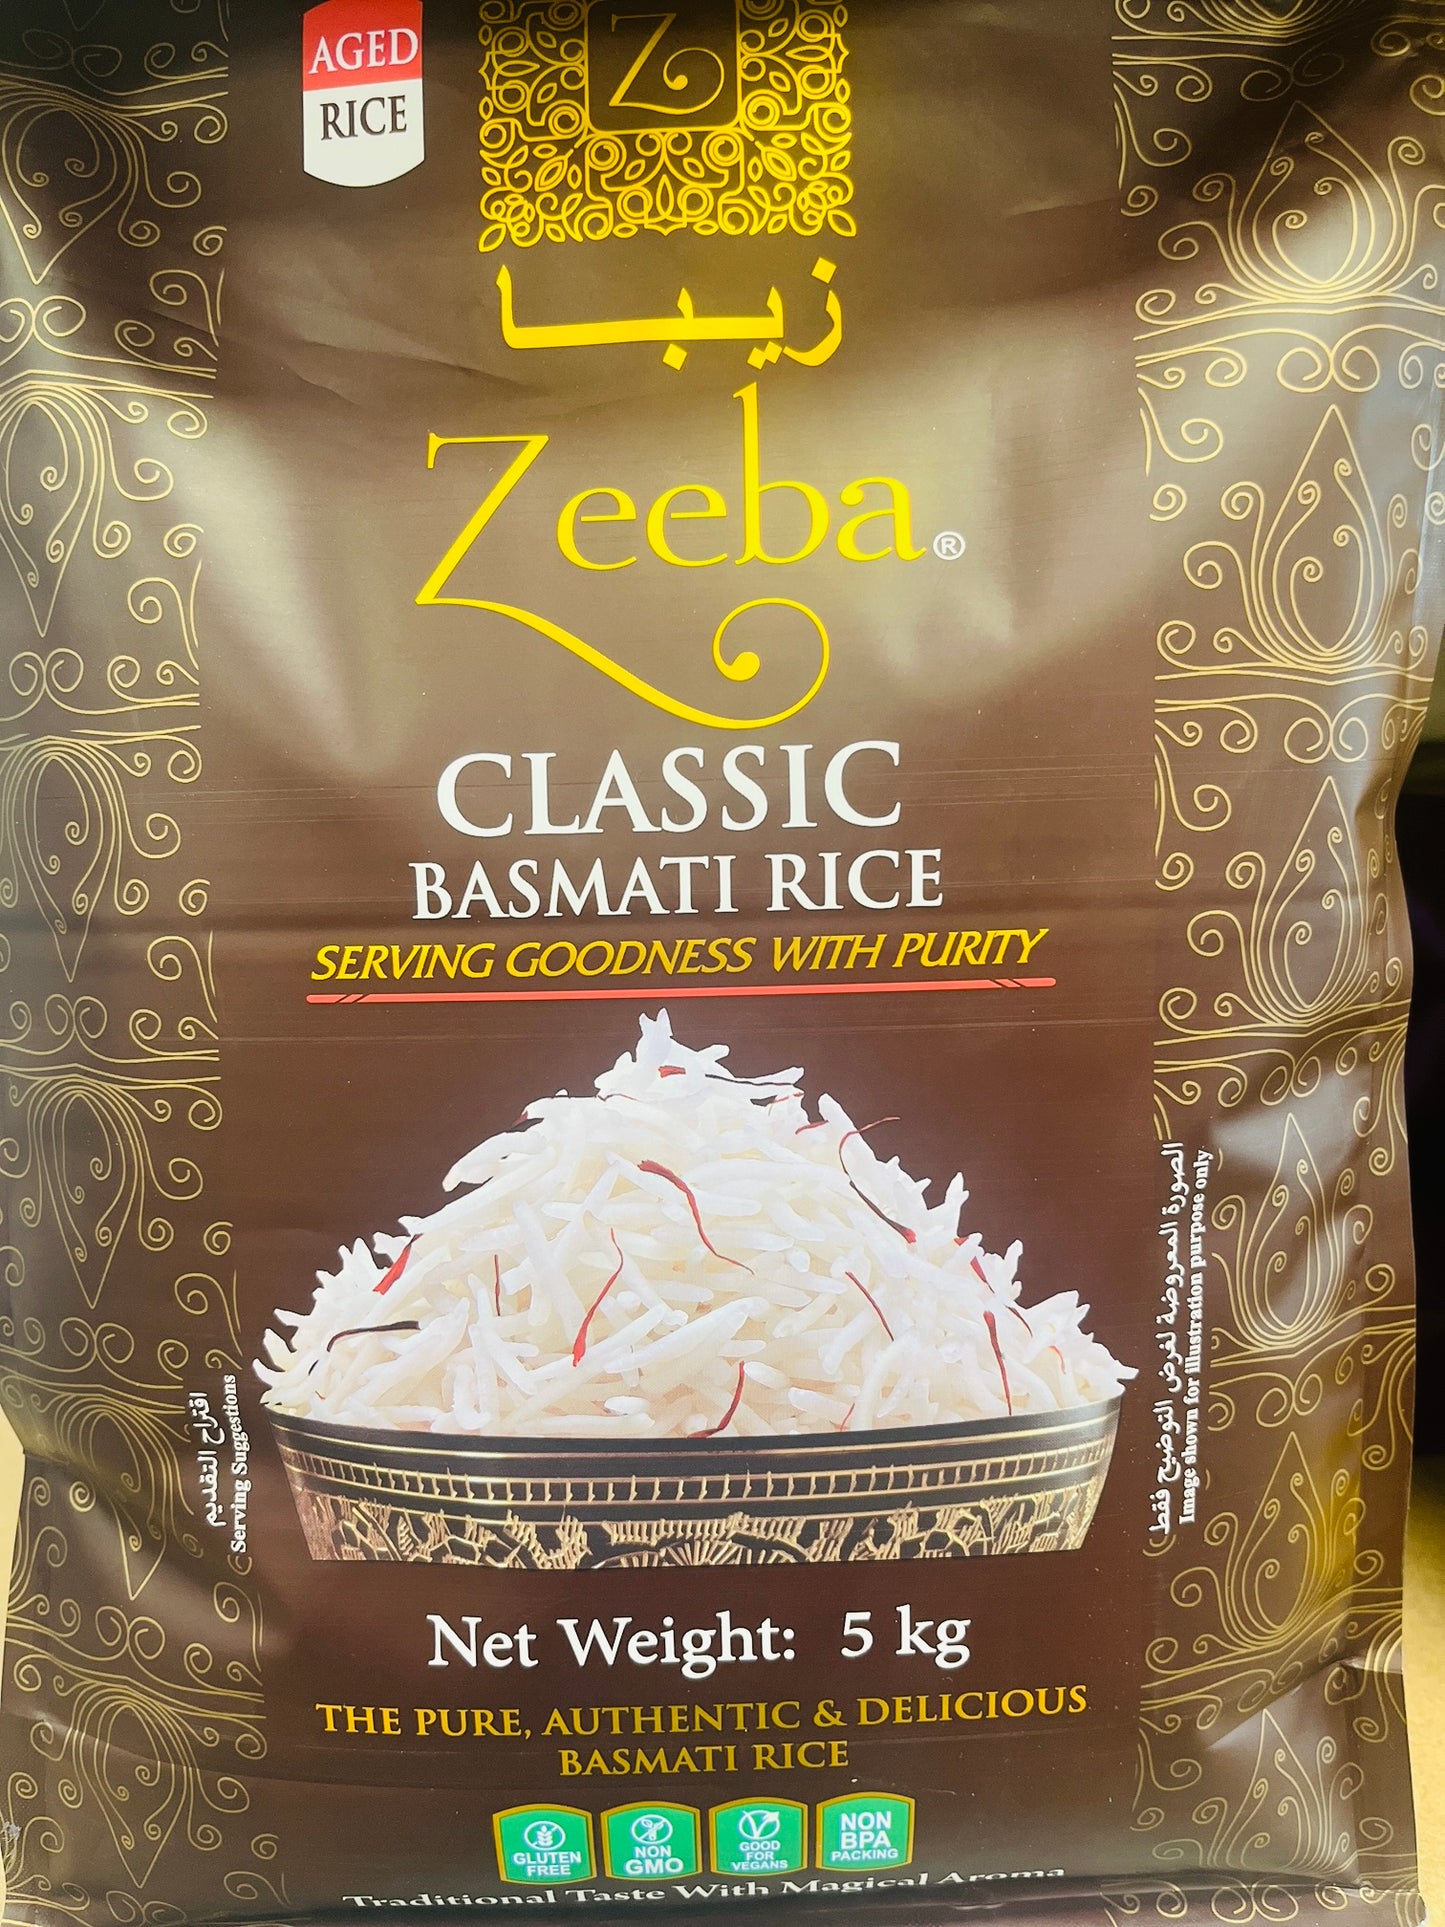 AGED
RICE
Z
زيبا
Zeeba®
CLASSIC
BASMATI RICE
SERVING GOODNESS WITH PURITY
اقتراح التقديم
Serving Suggestions
الصورة المعروضة لغرض التوضيح فقط
Image shown for illustration purpose only
Net Weight: 5 kg
THE PURE, AUTHENTIC & DELICIOUS
BASMATI RICE
GLUTEN
FREE
NON
GMO
GOOD
FOR
VEGANS
NON
BPA
PACKING
Traditional Taste With Magical Aroma